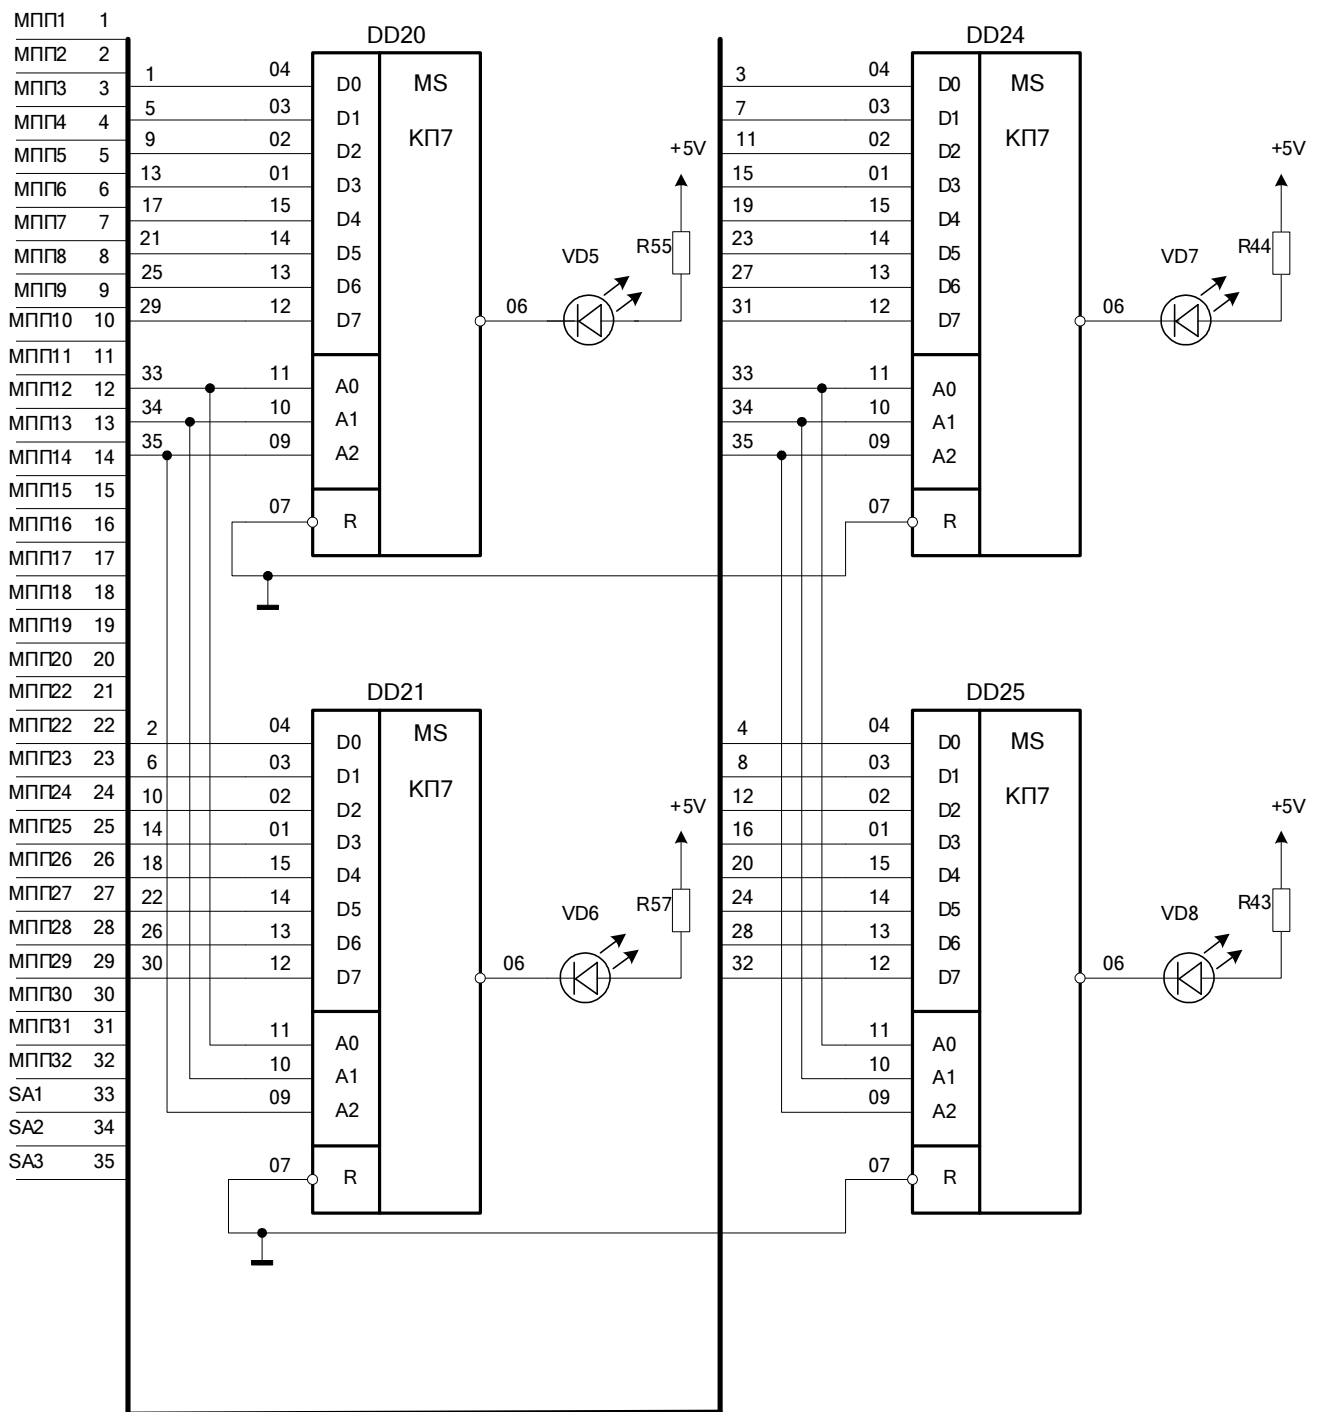 МПП1 1
МПП2 2
МПП3 3
МПП4 4
МПП5 5
МПП6 6
МПП7 7
МПП8 8
МПП9 9
МПП10 10
МПП11 11
МПП12 12
МПП13 13
МПП14 14
МПП15 15
МПП16 16
МПП17 17
МПП18 18
МПП19 19
МПП20 20
МПП22 21
МПП22 22
МПП23 23
МПП24 24
МПП25 25
МПП26 26
МПП27 27
МПП28 28
МПП29 29
МПП30 30
МПП31 31
МПП32 32
SA1 33
SA2 34
SA3 35
DD20
MS
КП7
1 04 D0
5 03 D1
9 02 D2
13 01 D3
17 15 D4
21 14 D5
25 13 D6
29 12 D7
33 11 A0
34 10 A1
35 09 A2
07 R
06
VD5
R55
+5V
DD24
MS
КП7
3 04 D0
7 03 D1
11 02 D2
15 01 D3
19 15 D4
23 14 D5
27 13 D6
31 12 D7
33 11 A0
34 10 A1
35 09 A2
07 R
06
VD7
R44
+5V
DD21
MS
КП7
2 04 D0
6 03 D1
10 02 D2
14 01 D3
18 15 D4
22 14 D5
26 13 D6
30 12 D7
11 A0
10 A1
09 A2
07 R
06
VD6
R57
+5V
DD25
MS
КП7
4 04 D0
8 03 D1
12 02 D2
16 01 D3
20 15 D4
24 14 D5
28 13 D6
32 12 D7
11 A0
10 A1
09 A2
07 R
06
VD8
R43
+5V